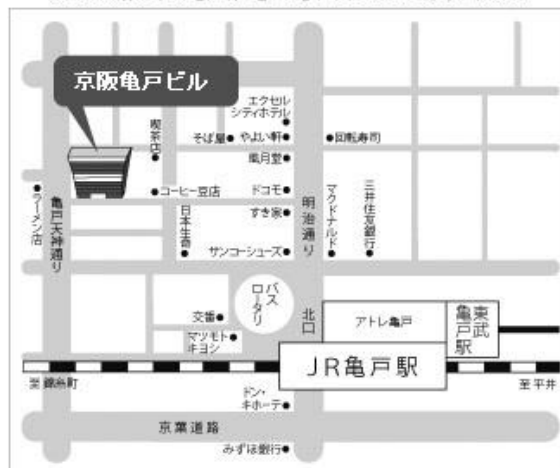 京阪亀戸ビル
エクセル
シティホテル
喫茶店
そば屋
やよい軒
回転寿司
凮月堂
コーヒー豆店
ドコモ
ラーメン店
亀戸天神通り
日本生命
すき家
明治通り
マクドナルド
三井住友銀行
サンコーシューズ
バス
ロータリー
交番
マツモト
キヨシ
北口
アトレ亀戸
東武
亀戸駅
JR亀戸駅
至 錦糸町
至 平井
ドン・
キホーテ
京葉道路
みずほ銀行